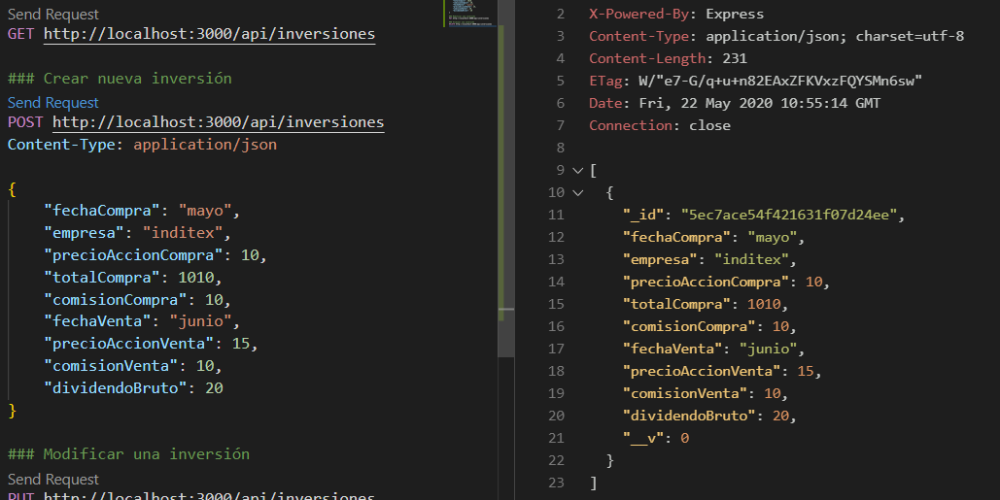 Send Request
GET http://localhost:3000/api/inversiones
### Crear nueva inversión
Send Request
POST http://localhost:3000/api/inversiones
Content-Type: application/json
{
"fechaCompra": "mayo",
"empresa": "inditex",
"precioAccionCompra": 10,
"totalCompra": 1010,
"comisionCompra": 10,
"fechaVenta": "junio",
"precioAccionVenta": 15,
"comisionVenta": 10,
"dividendoBruto": 20
}
### Modificar una inversión
Send Request
PUT http://localhost:3000/api/inversiones
2 X-Powered-By: Express
3 Content-Type: application/json; charset=utf-8
4 Content-Length: 231
5 ETag: W/"e7-G/q+u+n82EAxZFKVxzFQYSMn6sw"
6 Date: Fri, 22 May 2020 10:55:14 GMT
7 Connection: close
8
9 [
10 {
11 "_id": "5ec7ace54f421631f07d24ee",
12 "fechaCompra": "mayo",
13 "empresa": "inditex",
14 "precioAccionCompra": 10,
15 "totalCompra": 1010,
16 "comisionCompra": 10,
17 "fechaVenta": "junio",
18 "precioAccionVenta": 15,
19 "comisionVenta": 10,
20 "dividendoBruto": 20,
21 "__v": 0
22 }
23 ]